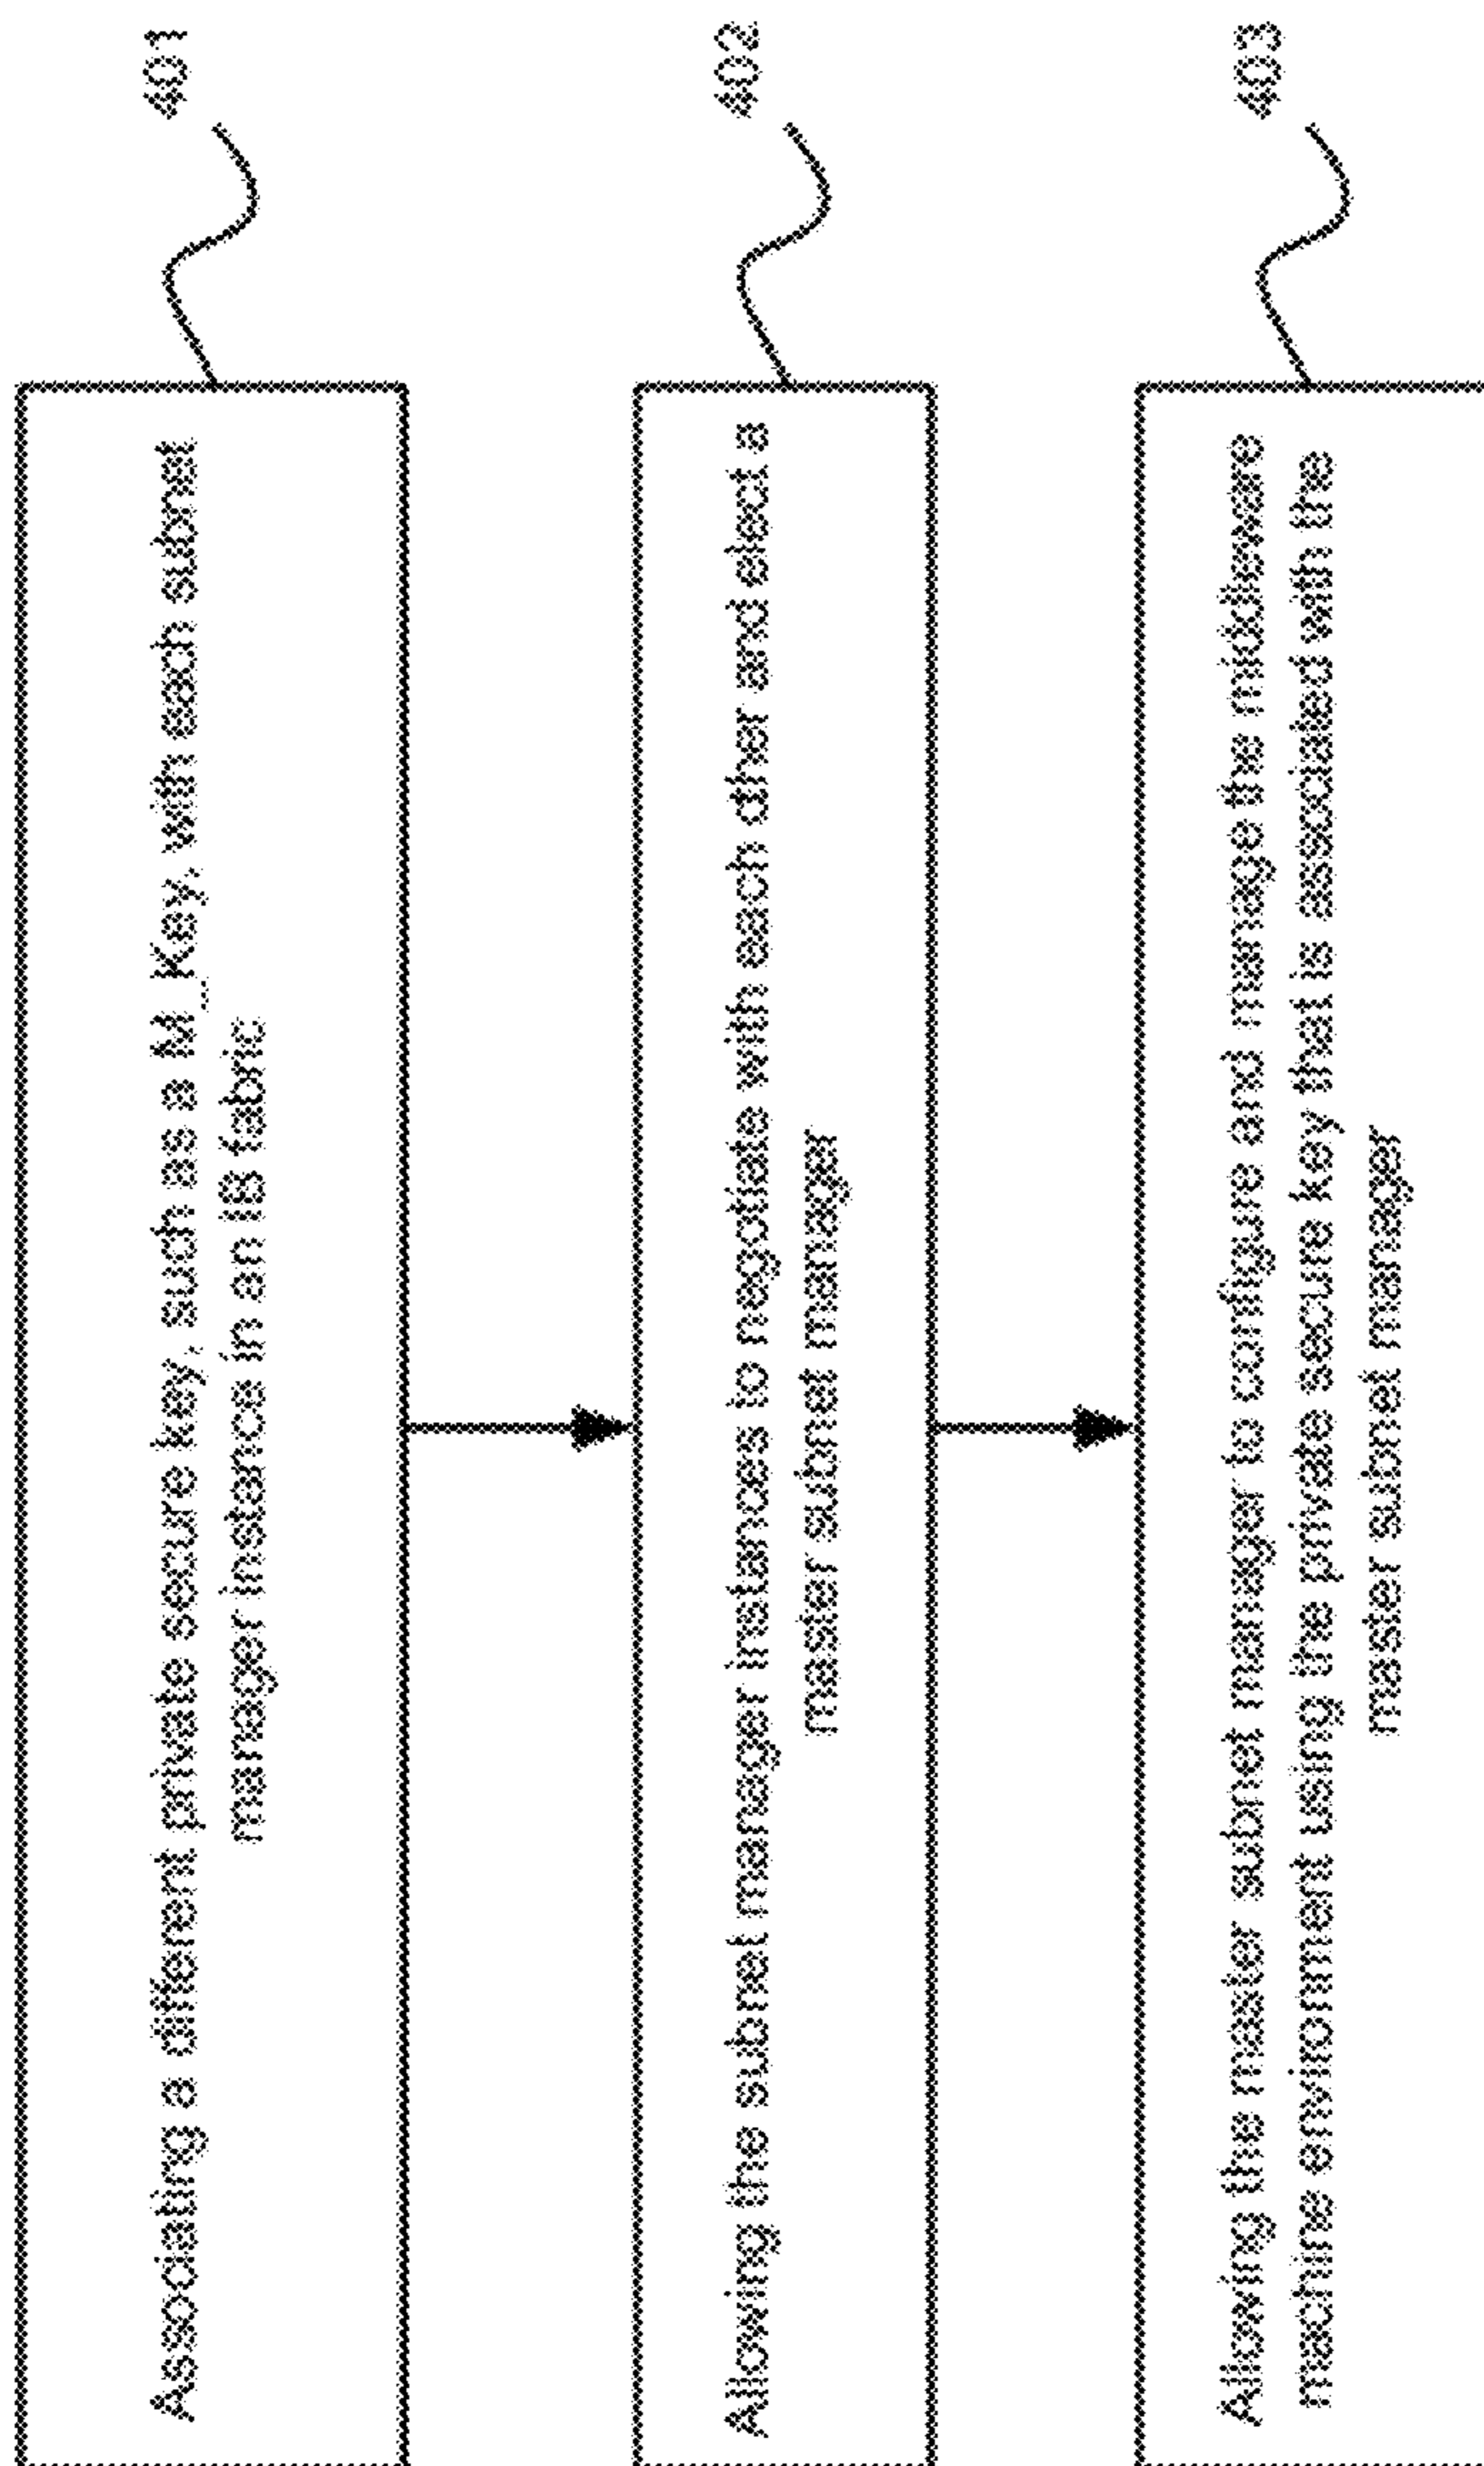 Associating a different private secure key, such as a M_Key, with each subnet
manager instance in an IB fabric
401
Allowing the subnet manager instances to negotiate with each other and elect a
master subnet manager
402
Allowing the master subnet manager to configure and manage the middleware
machine environment using the private secure key that is associated with the
master subnet manager
403